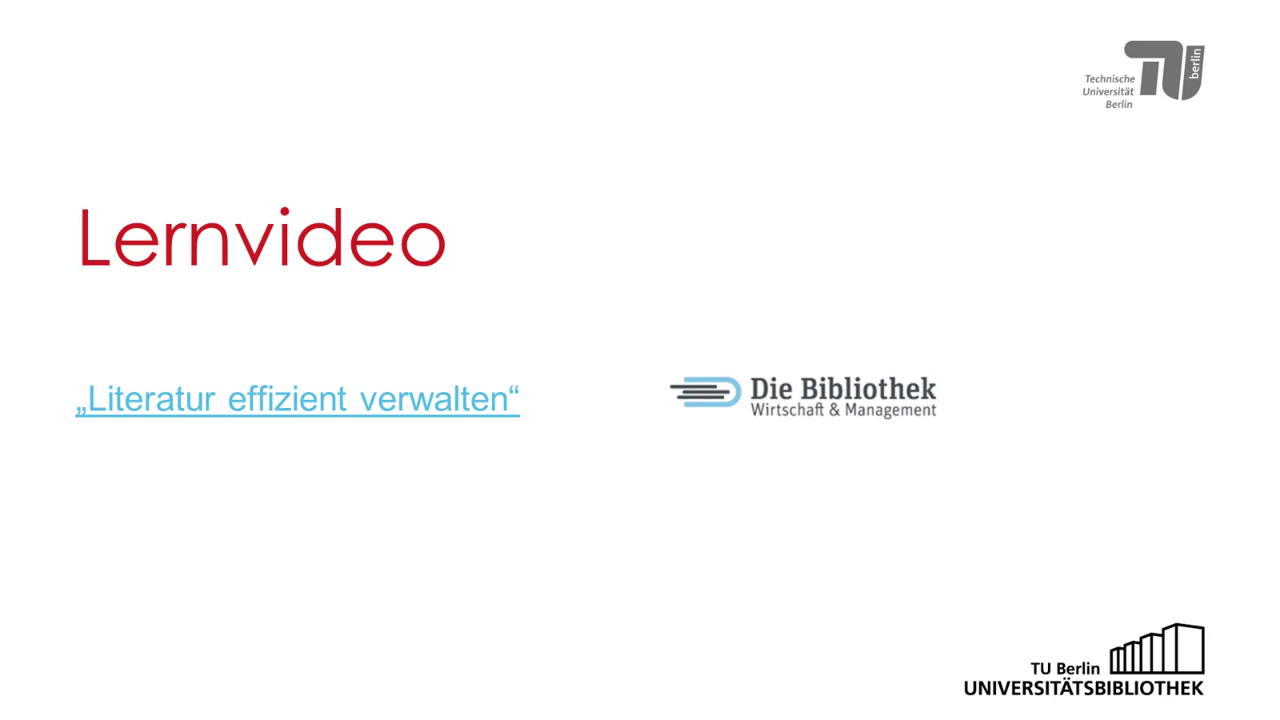 Technische
Universität
Berlin
berlin
Lernvideo
„Literatur effizient verwalten“
Die Bibliothek
Wirtschaft & Management
TU Berlin
UNIVERSITÄTSBIBLIOTHEK